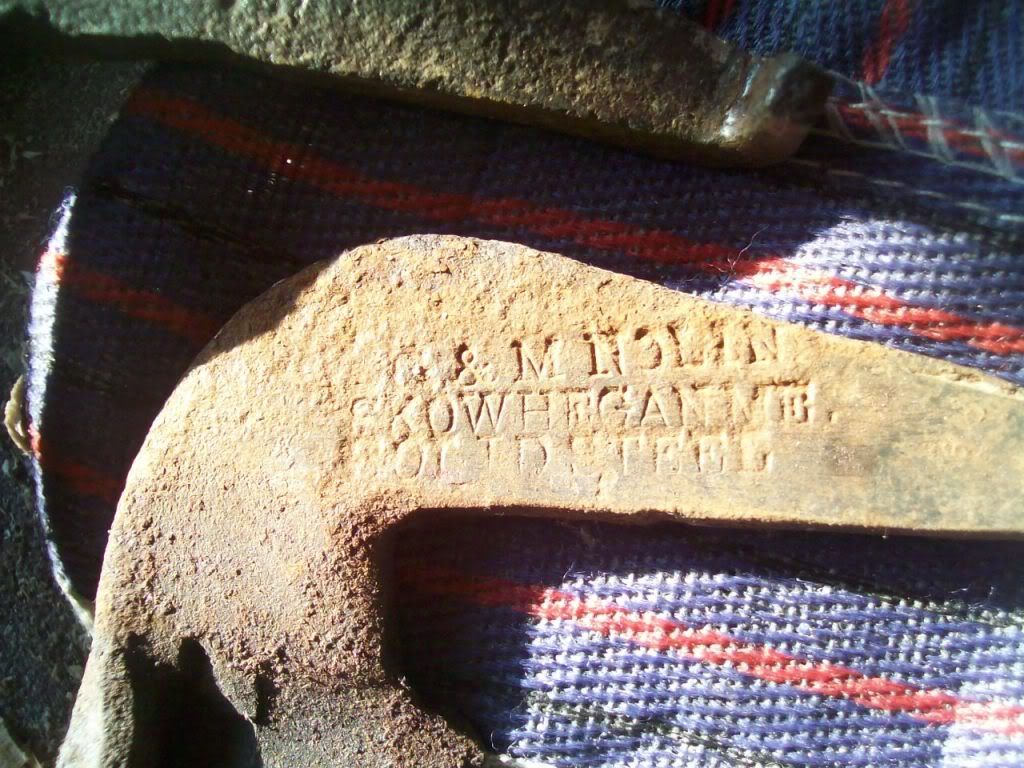 & M NOLIN
SKOWHEGAN ME.
SOLID STEEL